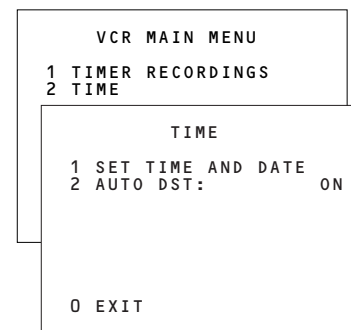 VCR MAIN MENU
1 TIMER RECORDINGS
2 TIME
TIME
1 SET TIME AND DATE
2 AUTO DST: ON
0 EXIT